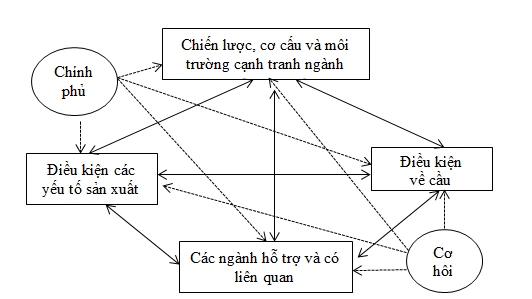 Chiến lược, cơ cấu và môi
trường cạnh tranh ngành
Chính
phủ
Điều kiện các
yếu tố sản xuất
Điều kiện
về cầu
Các ngành hỗ trợ và có
liên quan
Cơ
hôi